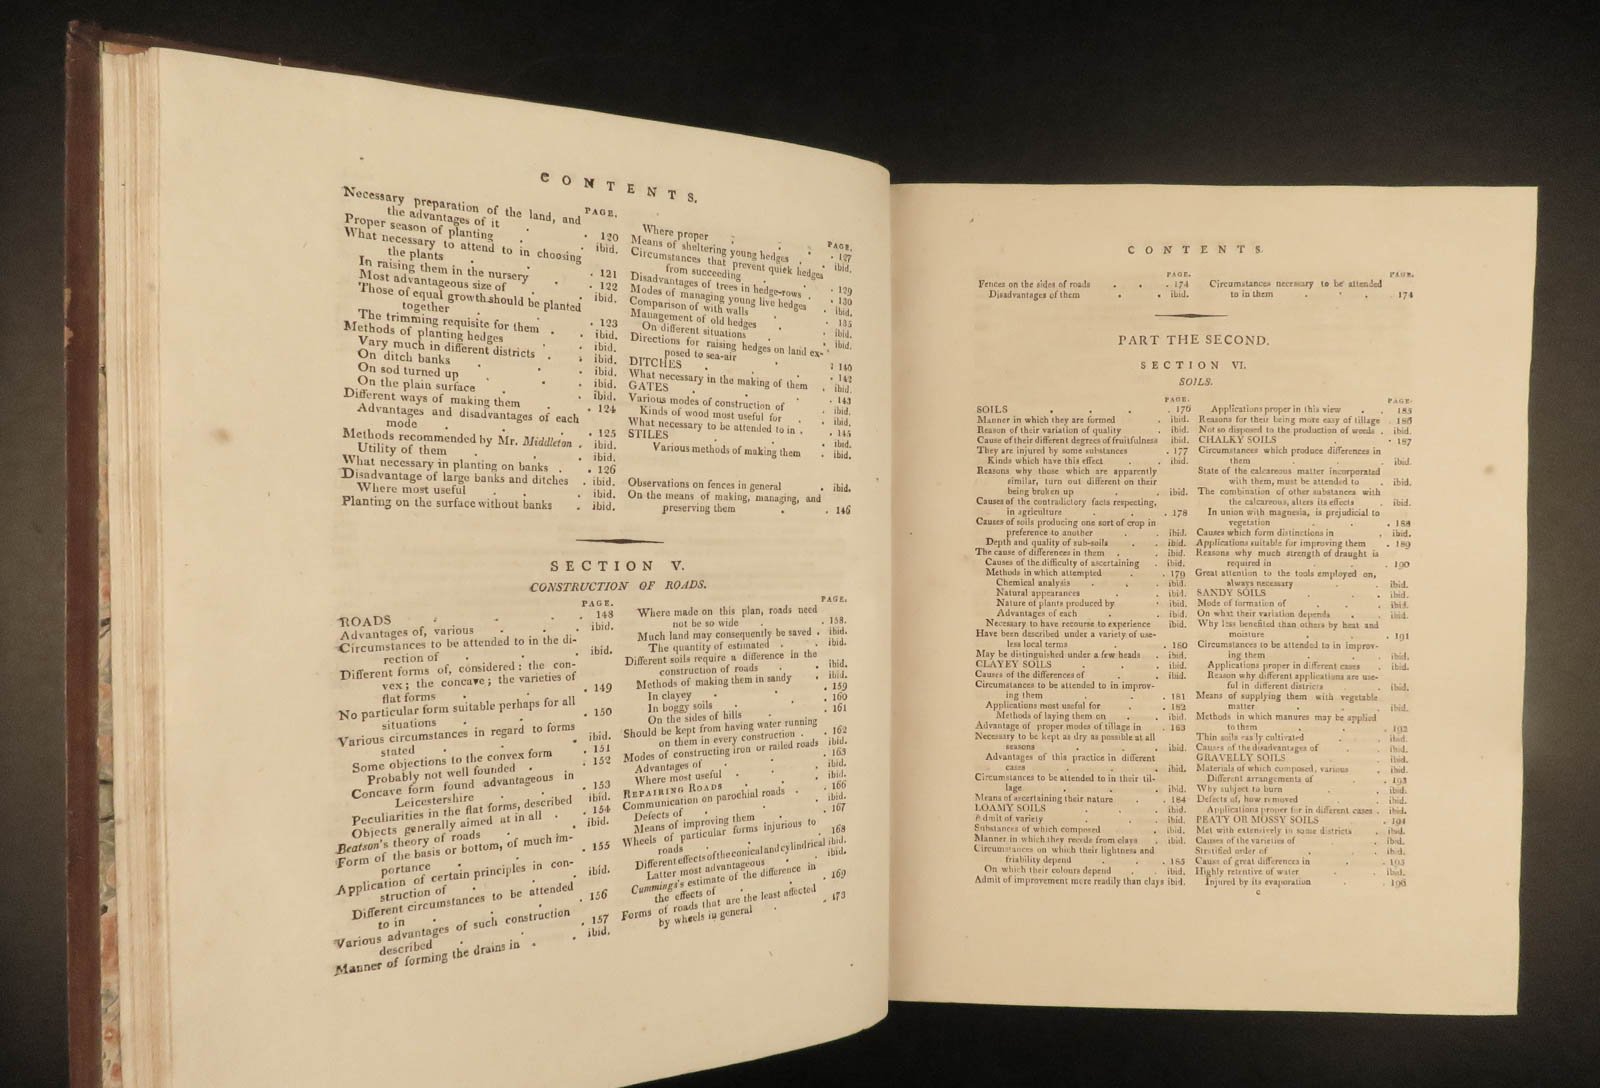 CONTENTS.
PAGE.
Necessary preparation of the land, and
the advantages of it . . 120
Proper season of planting . . ibid.
What necessary to attend to in choosing
the plants . . . 121
In raising them in the nursery . . 122
Most advantageous size of . . ibid.
Those of equal growth should be planted
together . . . 123
The trimming requisite for them . . ibid.
Methods of planting hedges . . ibid.
Vary much in different districts . . ibid.
On ditch banks . . ibid.
On sod turned up . . ibid.
On the plain surface . . ibid.
Different ways of making them . . 124
Advantages and disadvantages of each
mode . . . . 125
Methods recommended by Mr. Middleton . ibid.
Utility of them . . . ibid.
What necessary in planting on banks . . 126
Disadvantage of large banks and ditches . ibid.
Where most useful . . . ibid.
Planting on the surface without banks . ibid.
PAGE.
Where proper . . . 127
Means of sheltering young hedges . . ibid.
Circumstances that prevent quick hedges
from succeeding . . 129
Disadvantages of trees in hedge-rows . . 130
Modes of managing young live hedges . ibid.
Comparison of with walls . . 135
Management of old hedges . . ibid.
On different situations . . ibid.
Directions for raising hedges on land ex-
posed to sea-air . . 140
DITCHES . . . 142
What necessary in the making of them . ibid.
GATES . . . 143
Various modes of construction of . ibid.
Kinds of wood most useful for . . ibid.
What necessary to be attended to in . . 145
STILES . . . ibid.
Various methods of making them . ibid.
Observations on fences in general . ibid.
On the means of making, managing, and
preserving them . . 146
SECTION V.
CONSTRUCTION OF ROADS.
PAGE.
ROADS . . . . 148
Advantages of, various . . . ibid.
Circumstances to be attended to in the di-
rection of . . . ibid.
Different forms of, considered: the con-
vex; the concave; the varieties of
flat forms . . . 149
No particular form suitable perhaps for all
situations . . . 150
Various circumstances in regard to forms
stated . . . ibid.
Some objections to the convex form . 151
Probably not well founded . . 152
Concave form found advantageous in
Leicestershire . . . 153
Peculiarities in the flat forms, described ibid.
Objects generally aimed at in all . . 154
Beatson's theory of roads . . ibid.
Form of the basis or bottom, of much im-
portance . . . 155
Application of certain principles in con-
struction of . . . ibid.
Different circumstances to be attended
to in . . . . 156
Various advantages of such construction
described . . . 157
Manner of forming the drains in . . ibid.
PAGE.
Where made on this plan, roads need
not be so wide . . 158.
Much land may consequently be saved . ibid.
The quantity of estimated . . ibid.
Different soils require a difference in the
construction of roads . . ibid.
Methods of making them in sandy . ibid.
In clayey . . . 159
In boggy soils . . . 160
On the sides of hills . . 161
Should be kept from having water running
on them in every construction . . 162
Modes of constructing iron or railed roads ibid.
Advantages of . . . 163
Where most useful . . . ibid.
REPAIRING ROADS . . ibid.
Communication on parochial roads . . 166
Defects of . . . ibid.
Means of improving them . . 167
Wheels of particular forms injurious to
roads . . . 168
Different effects of the conical and cylindrical ibid.
Latter most advantageous . . ibid.
Cummings's estimate of the difference in
the effects of . . . 169
Forms of roads that are the least affected
by wheels in general . . 173
CONTENTS.
PAGE.
Fences on the sides of roads . . . 174
Disadvantages of them . . ibid.
PAGE.
Circumstances necessary to be attended
to in them . . . 174
PART THE SECOND.
SECTION VI.
SOILS.
PAGE.
SOILS . . . . 176
Manner in which they are formed . ibid.
Reason of their variation of quality . ibid.
Cause of their different degrees of fruitfulness ibid.
They are injured by some substances . 177
Kinds which have this effect . . ibid.
Reasons why those which are apparently
similar, turn out different on their
being broken up . . ibid.
Causes of the contradictory facts respecting,
in agriculture . . . 178
Causes of soils producing one sort of crop in
preference to another . . ibid.
Depth and quality of sub-soils . . ibid.
The cause of differences in them . . ibid.
Causes of the difficulty of ascertaining . ibid.
Methods in which attempted . . 179
Chemical analysis . . . ibid.
Natural appearances . . ibid.
Nature of plants produced by . ibid.
Advantages of each . . ibid.
Necessary to have recourse to experience ibid.
Have been described under a variety of use-
less local terms . . . 180
May be distinguished under a few heads . ibid.
CLAYEY SOILS . . . ibid.
Causes of the differences of . . ibid.
Circumstances to be attended to in improv-
ing them . . . 181
Applications most useful for . . 182
Methods of laying them on . . ibid.
Advantage of proper modes of tillage in . 183
Necessary to be kept as dry as possible at all
seasons . . . ibid.
Advantages of this practice in different
cases . . . . ibid.
Circumstances to be attended to in their til-
lage . . . . ibid.
Means of ascertaining their nature . . 184
LOAMY SOILS . . . ibid.
Admit of variety . . . ibid.
Substances of which composed . ibid.
Manner in which they recede from clays . ibid.
Circumstances on which their lightness and
friability depend . . . 185
On which their colours depend . ibid.
Admit of improvement more readily than clays ibid.
PAGE.
Applications proper in this view . . 185
Reasons for their being more easy of tillage . 186
Not so disposed to the production of weeds . ibid.
CHALKY SOILS . . 187
Circumstances which produce differences in
them . . . ibid.
State of the calcareous matter incorporated
with them, must be attended to . ibid.
The combination of other substances with
the calcareous, alters its effects . ibid.
In union with magnesia, is prejudicial to
vegetation . . . 188
Causes which form distinctions in . ibid.
Applications suitable for improving them . 189
Reasons why much strength of draught is
required in . . . 190
Great attention to the tools employed on,
always necessary . . ibid.
SANDY SOILS . . ibid.
Mode of formation of . . . ibid.
On what their variation depends . . ibid.
Why less benefited than others by heat and
moisture . . . 191
Circumstances to be attended to in improv-
ing them . . . ibid.
Applications proper in different cases . ibid.
Reason why different applications are use-
ful in different districts . . ibid.
Means of supplying them with vegetable
matter . . . ibid.
Methods in which manures may be applied
to them . . . 192
Thin soils easily cultivated . . ibid.
Causes of the disadvantages of . . ibid.
GRAVELLY SOILS . . ibid.
Materials of which composed, various . ibid.
Different arrangements of . . 193
Why subject to burn . . ibid.
Defects of, how removed . . ibid.
Applications proper for in different cases . ibid.
PEATY OR MOSSY SOILS . 194
Met with extensively in some districts . ibid.
Causes of the varieties of . . ibid.
Stratified order of . . . ibid.
Cause of great differences in . . 195
Highly retentive of water . . ibid.
Injured by its evaporation . . 196
C